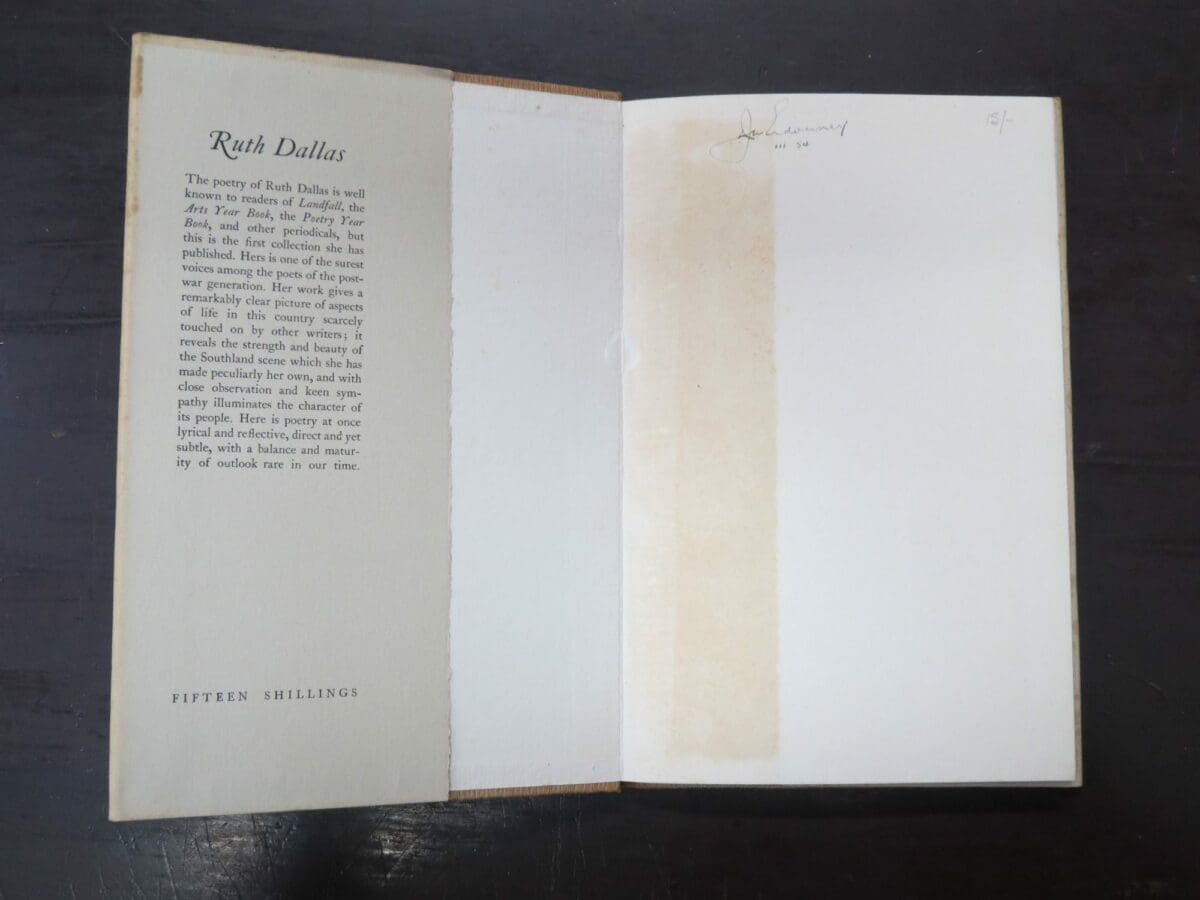 Ruth Dallas
The poetry of Ruth Dallas is well
known to readers of Landfall, the
Arts Year Book, the Poetry Year
Book, and other periodicals, but
this is the first collection she has
published. Hers is one of the surest
voices among the poets of the post-
war generation. Her work gives a
remarkably clear picture of aspects
of life in this country scarcely
touched on by other writers; it
reveals the strength and beauty of
the Southland scene which she has
made peculiarly her own, and with
close observation and keen sym-
pathy illuminates the character of
its people. Here is poetry at once
lyrical and reflective, direct and yet
subtle, with a balance and matur-
ity of outlook rare in our time.
FIFTEEN SHILLINGS
15/-